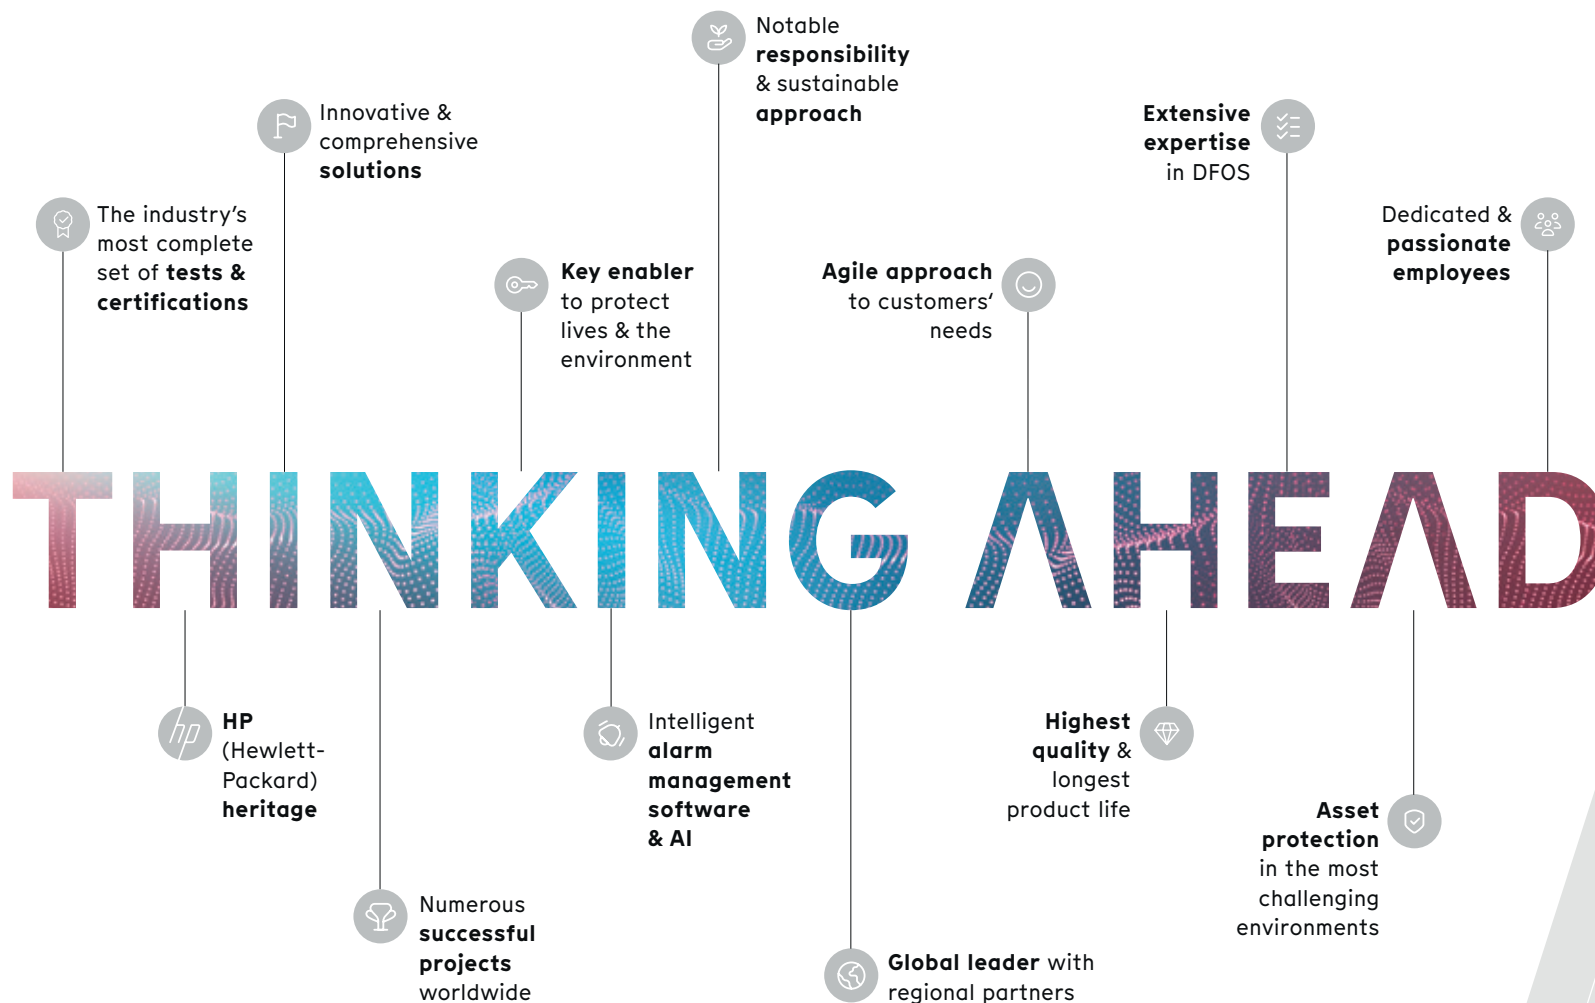 Notable
responsibility
& sustainable
approach
Innovative &
comprehensive
solutions
Extensive
expertise
in DFOS
The industry's
most complete
set of tests &
certifications
Dedicated &
passionate
employees
Key enabler
to protect
lives & the
environment
Agile approach
to customers‘
needs
THINKING AHEAD
hp
HP
(Hewlett-
Packard)
heritage
Intelligent
alarm
management
software
& AI
Highest
quality &
longest
product life
Asset
protection
in the most
challenging
environments
Numerous
successful
projects
worldwide
Global leader with
regional partners